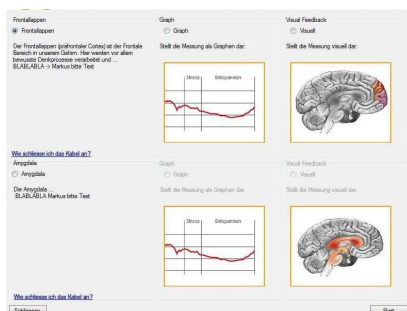 Frontallappen
Graph
Visual Feedback
Frontallappen
Graph
Visuell
Der Frontallappen (präfrontaler Cortex) ist der Frontale
Bereich in unserem Gehirn. Hier werden vor allem
bewusste Denkprozesse verarbeitet und ...
BLABLABLA -> Markus bitte Text
Stellt die Messung als Graphen dar.
Stellt die Messung visuell dar.
Stress
Entspannen
Wie schliesse ich das Kabel an?
Amygdala
Graph
Visual Feedback
Amygdala
Graph
Visuell
Die Amygdala ...
BLABLABLA Markus bitte Text
Stellt die Messung als Graphen dar.
Stellt die Messung visuell dar.
Stress
Entspannen
Wie schliesse ich das Kabel an?
Start